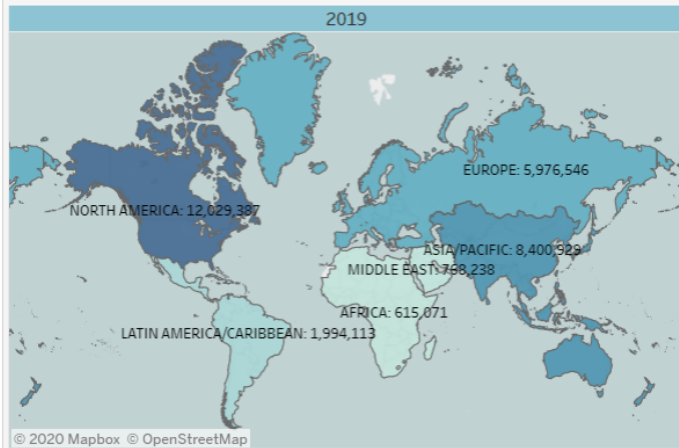 2019
EUROPE: 5,976,546
NORTH AMERICA: 12,029,387
ASIA/PACIFIC: 8,400,929
MIDDLE EAST: 768,238
AFRICA: 615,071
LATIN AMERICA/CARIBBEAN: 1,994,113
© 2020 Mapbox © OpenStreetMap